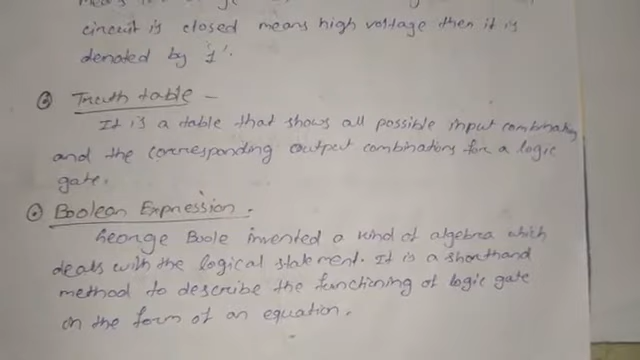 circuit is closed means high voltage then it is
denoted by 1'.
Truth table -
It is a table that shows all possible input combination
and the corresponding output combinations for a logic
gate.
Boolean Expression.
George Boole invented a kind of algebra which
deals with the logical statement. It is a shorthand
method to describe the functioning of logic gate
in the form of an equation.